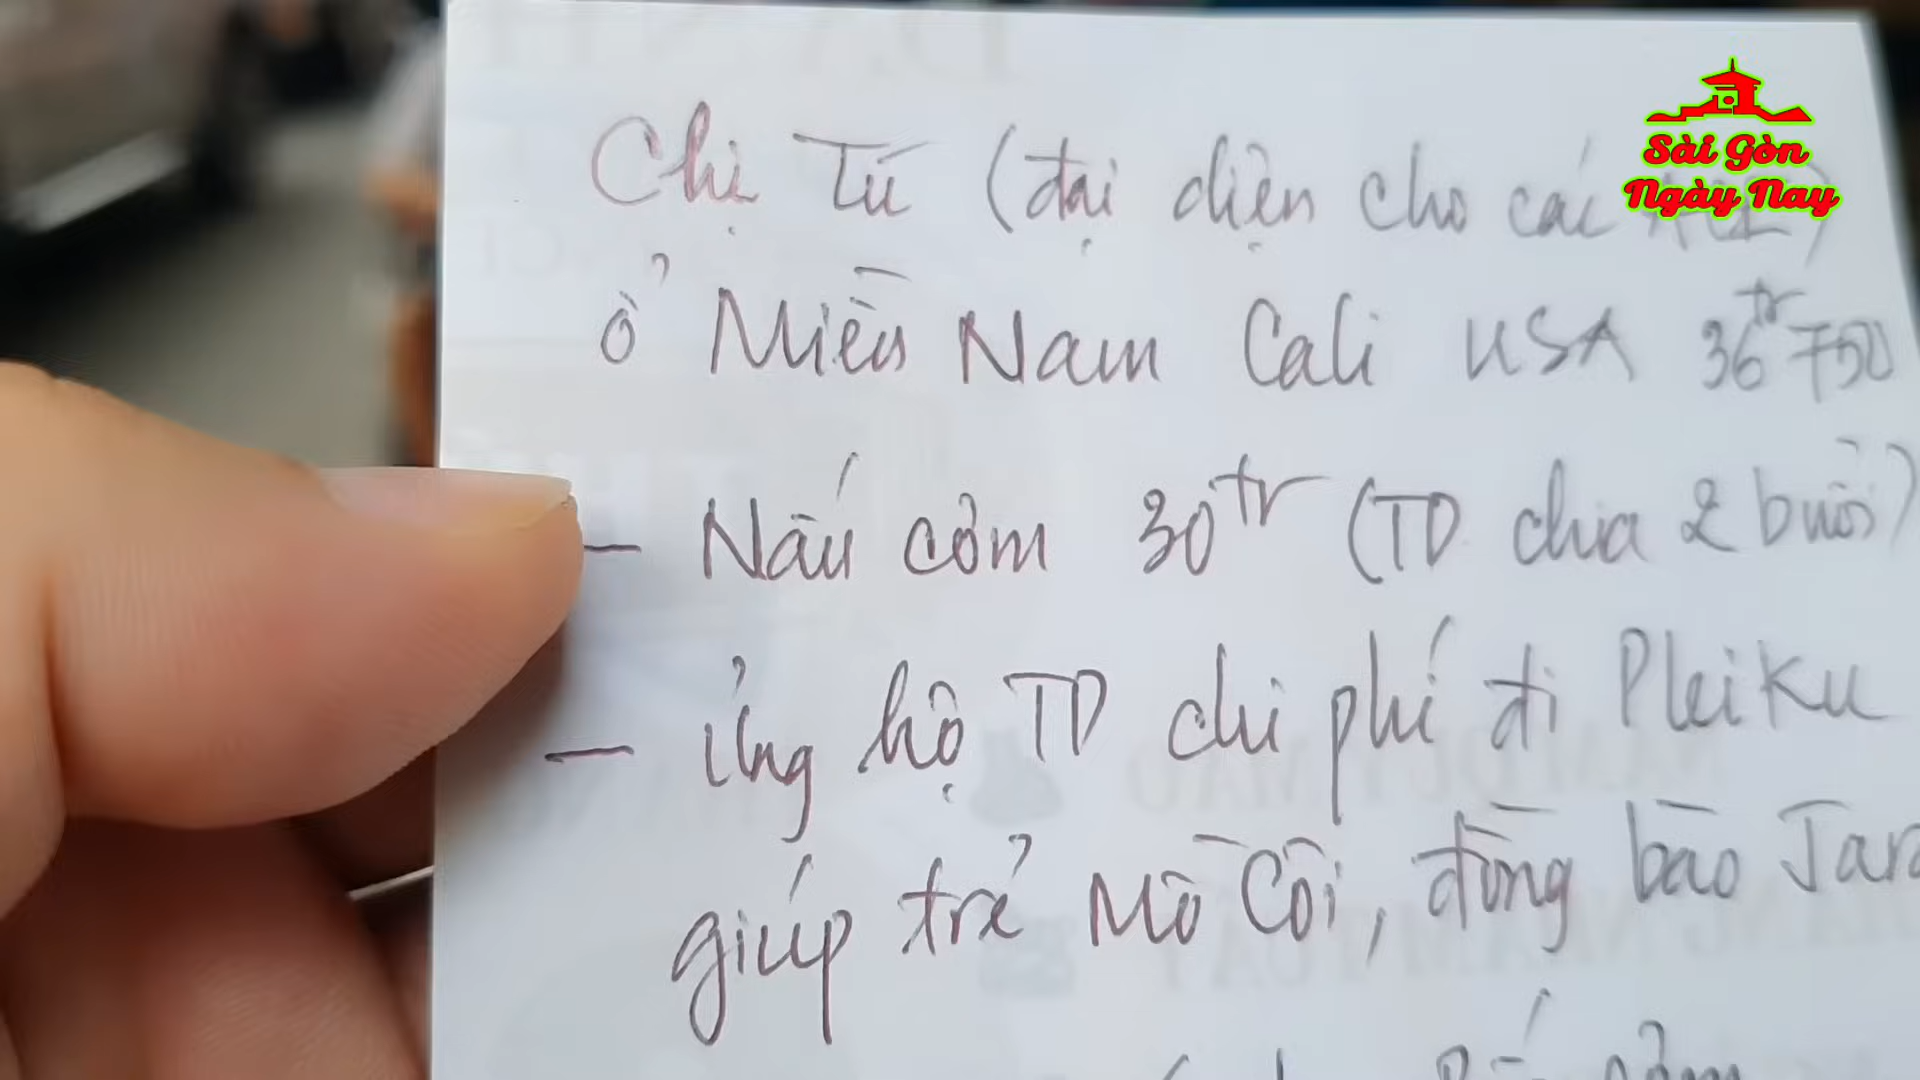 Sài Gòn
Ngày Nay
Chị Tú (đại diện cho các
ở Miền Nam Cali USA 36tr750
- Nấu cơm 30tr (TD chia 2 buổi)
- Ủng hộ TD chi phí đi PleiKu
giúp trẻ Mồ Côi, đồng bào Jara